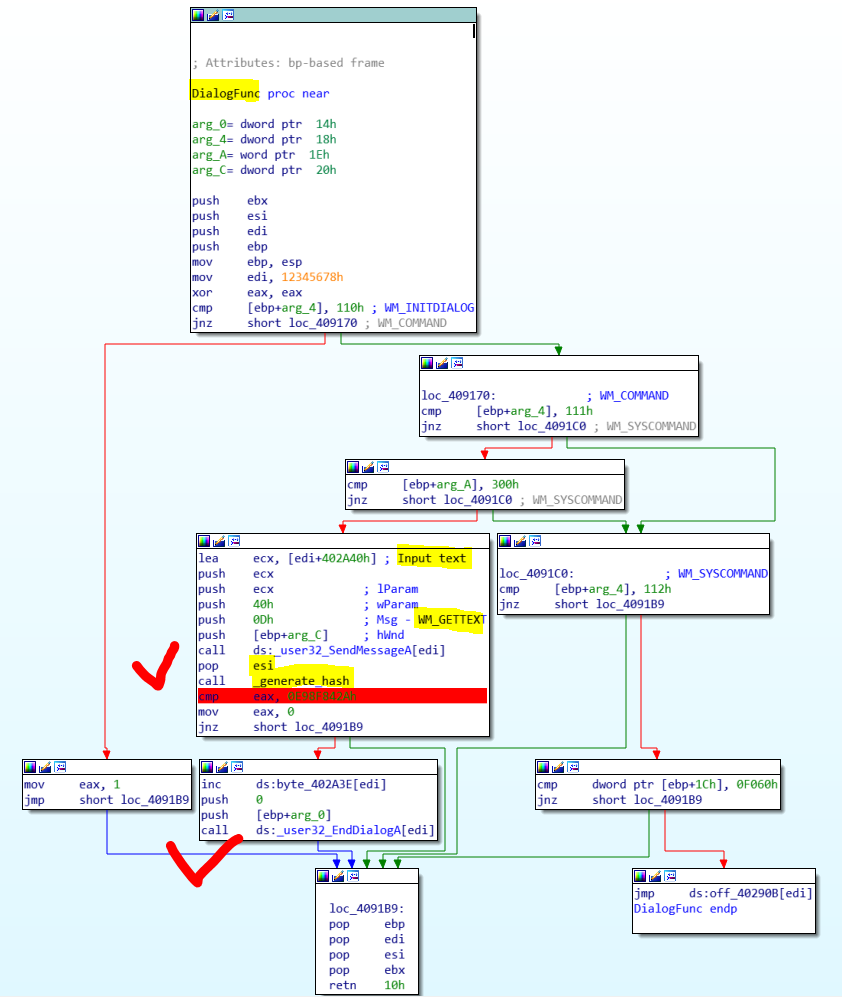 ; Attributes: bp-based frame
DialogFunc proc near
arg_0= dword ptr  14h
arg_4= dword ptr  18h
arg_A= word ptr  1Eh
arg_C= dword ptr  20h
push    ebx
push    esi
push    edi
push    ebp
mov     ebp, esp
mov     edi, 12345678h
xor     eax, eax
cmp     [ebp+arg_4], 110h ; WM_INITDIALOG
jnz     short loc_409170 ; WM_COMMAND
loc_409170:             ; WM_COMMAND
cmp     [ebp+arg_4], 111h
jnz     short loc_4091C0 ; WM_SYSCOMMAND
cmp     [ebp+arg_A], 300h
jnz     short loc_4091C0 ; WM_SYSCOMMAND
lea     ecx, [edi+402A40h] ; Input text
push    ecx
push    ecx             ; lParam
push    40h             ; wParam
push    0Dh             ; Msg - WM_GETTEXT
push    [ebp+arg_C]     ; hWnd
call    ds:_user32_SendMessageA[edi]
pop     esi
call    _generate_hash
cmp     eax,
mov     eax, 0
jnz     short loc_4091B9
loc_4091C0:             ; WM_SYSCOMMAND
cmp     [ebp+arg_4], 112h
jnz     short loc_4091B9
mov     eax, 1
jmp     short loc_4091B9
inc     ds:byte_402A3E[edi]
push    0
push    [ebp+arg_0]
call    ds:_user32_EndDialogA[edi]
cmp     dword ptr [ebp+1Ch], 0F060h
jnz     short loc_4091B9
loc_4091B9:
pop     ebp
pop     edi
pop     esi
pop     ebx
retn    10h
jmp     ds:off_40290B[edi]
DialogFunc endp